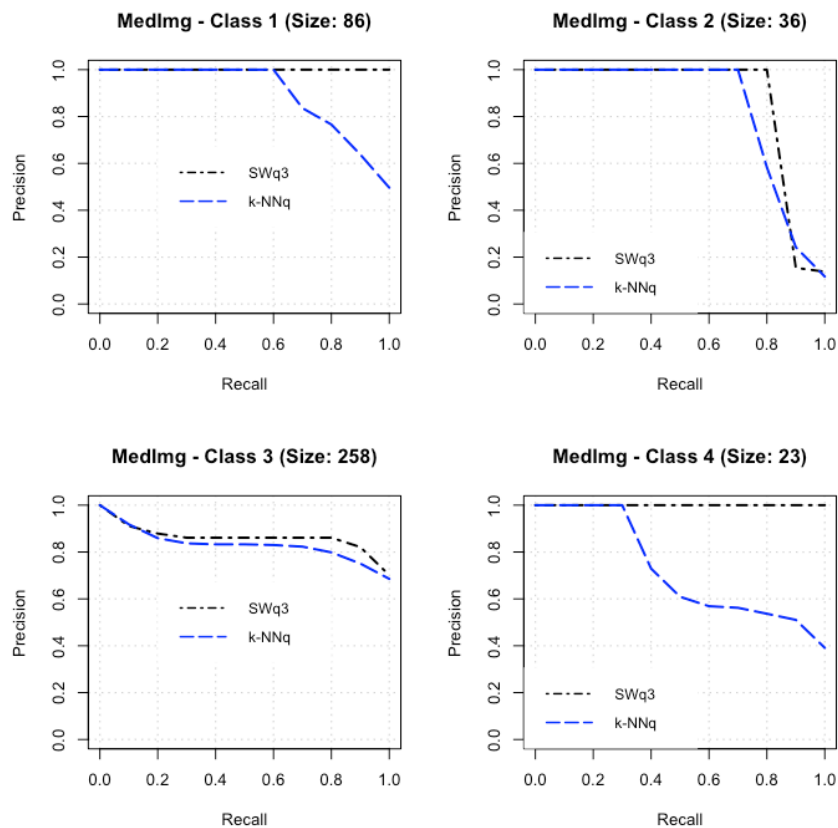 MedImg - Class 1 (Size: 86)
Precision
1.0
0.8
0.6
0.4
0.2
0.0
SWq3
k-NNq
0.0 0.2 0.4 0.6 0.8 1.0
Recall
MedImg - Class 2 (Size: 36)
Precision
1.0
0.8
0.6
0.4
0.2
0.0
SWq3
k-NNq
0.0 0.2 0.4 0.6 0.8 1.0
Recall
MedImg - Class 3 (Size: 258)
Precision
1.0
0.8
0.6
0.4
0.2
0.0
SWq3
k-NNq
0.0 0.2 0.4 0.6 0.8 1.0
Recall
MedImg - Class 4 (Size: 23)
Precision
1.0
0.8
0.6
0.4
0.2
0.0
SWq3
k-NNq
0.0 0.2 0.4 0.6 0.8 1.0
Recall